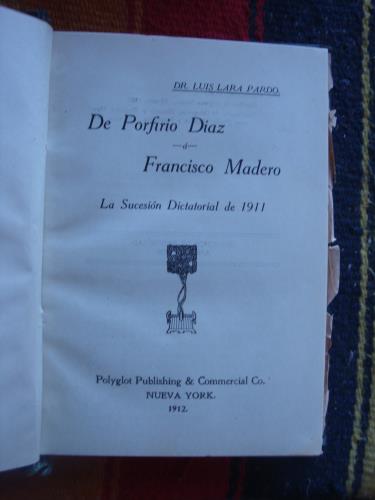 DR. LUIS LARA PARDO.
De Porfirio Diaz
—á—
Francisco Madero
La Sucesión Dictatorial de 1911
Polyglot Publishing & Commercial Co.
NUEVA YORK.
1912.